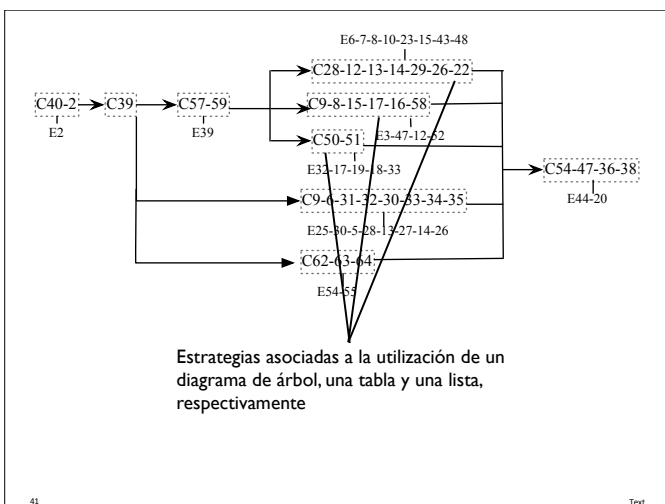 E6-7-8-10-23-15-43-48
C28-12-13-14-29-26-22
C40-2
C39
C57-59
C9-8-15-17-16-58
E2
E39
E3-47-12-52
C50-51
E32-17-19-18-33
C54-47-36-38
E44-20
C9-6-31-32-30-33-34-35
E25-30-5-28-13-27-14-26
C62-63-64
E54-55
Estrategias asociadas a la utilización de un
diagrama de árbol, una tabla y una lista,
respectivamente
41
Text